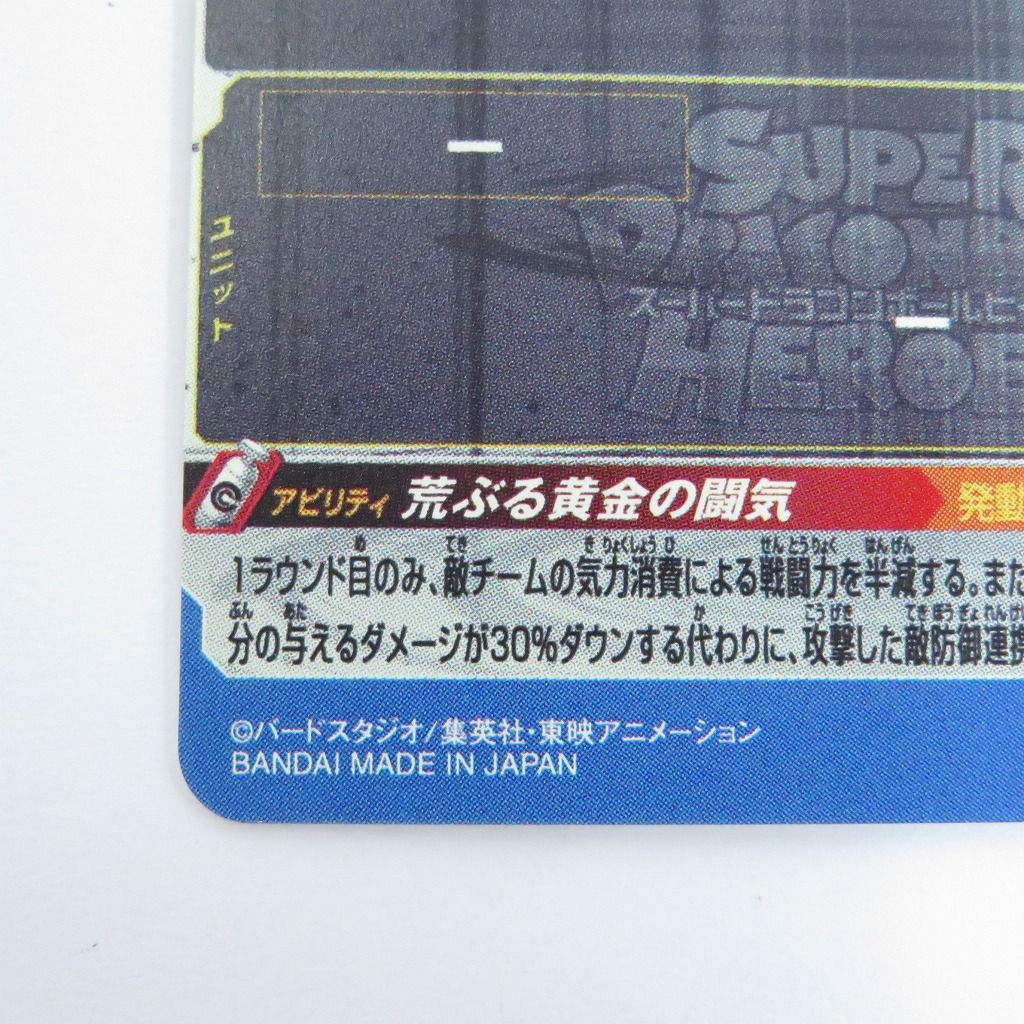 SUPER
DRAGON B
スーパードラゴンボールヒ
HEROE
ユニット
アビリティ 荒ぶる黄金の闘気 発動
1ラウンド目のみ、敵チームの気力消費による戦闘力を半減する。また
分の与えるダメージが30%ダウンする代わりに、攻撃した敵防御連携
©バードスタジオ/集英社・東映アニメーション
BANDAI MADE IN JAPAN